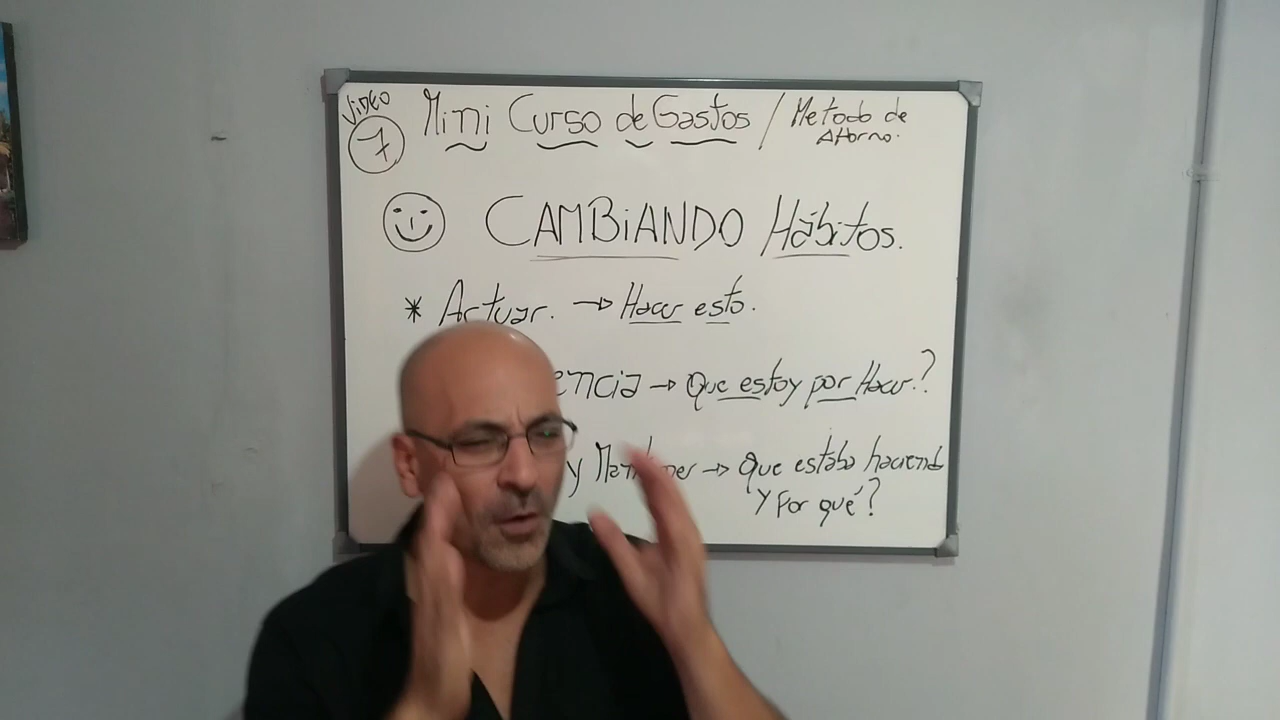 VIDEO
7
Mini Curso de Gastos / Metodo de
Ahorro.
CAMBiANDO Hábitos.
* Actuar. → Hacer esto.
encia → Que estoy por Hacer.?
y Mantener → que estaba haciendo
y Por qué?